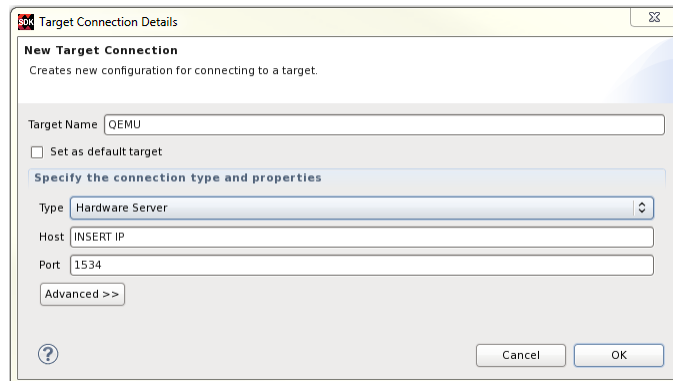 SDK Target Connection Details
New Target Connection
Creates new configuration for connecting to a target.
Target Name QEMU
Set as default target
Specify the connection type and properties
Type Hardware Server
Host INSERT IP
Port 1534
Advanced >>
? Cancel OK